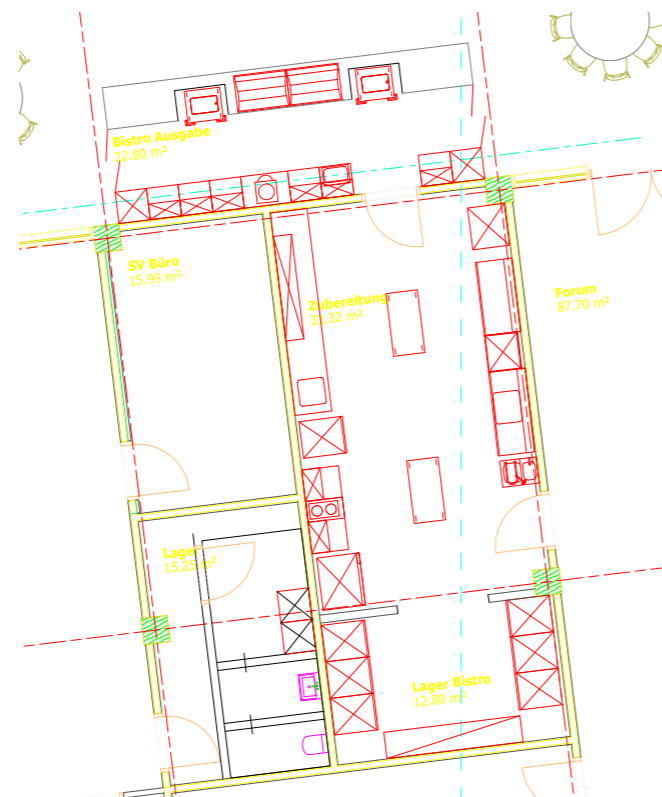 Bistro Ausgabe
22.80 m²
SV Büro
15.99 m²
Zubereitung
m²
Forum
87.70 m²
Lager
15.25 m²
Lager Bistro
12.80 m²